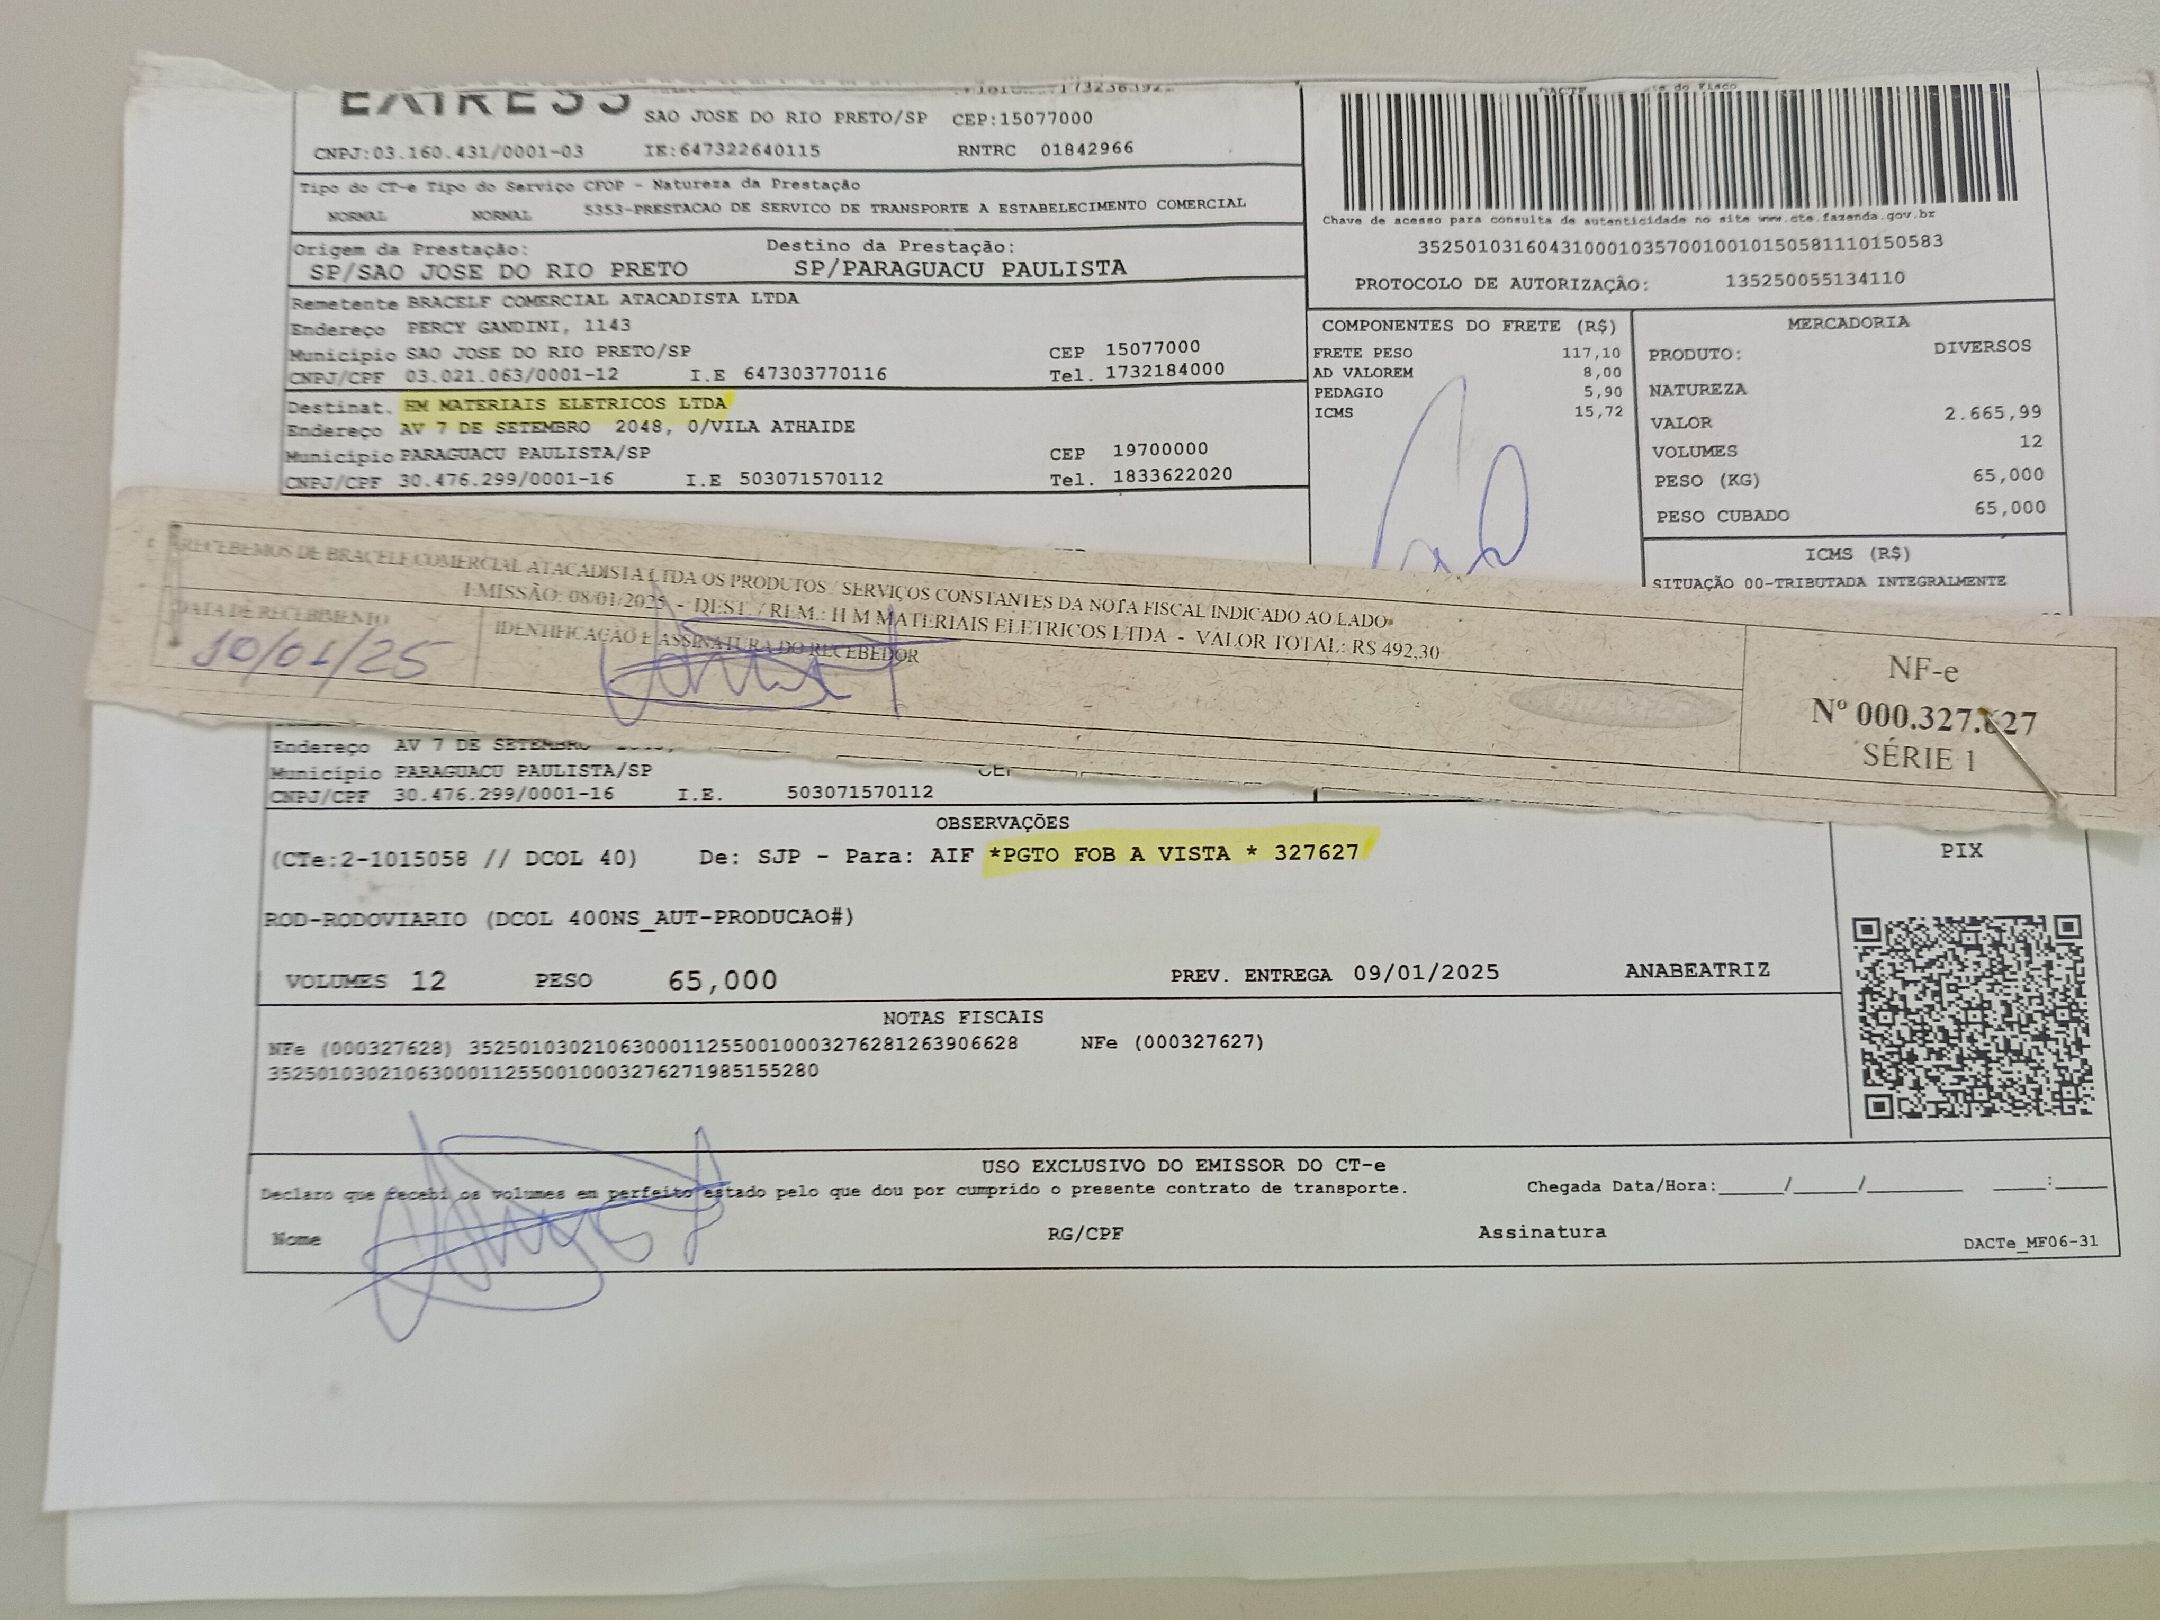 SAO JOSE DO RIO PRETO/SP CEP:15077000
CNPJ:03.160.431/0001-03 IE:647322640115 RNTRC 01842966
Tipo do CT-e Tipo do Serviço CFOP - Natureza da Prestação
NORMAL NORMAL 5353-PRESTACAO DE SERVICO DE TRANSPORTE A ESTABELECIMENTO COMERCIAL
Origem da Prestação: Destino da Prestação:
SP/SAO JOSE DO RIO PRETO SP/PARAGUACU PAULISTA
Remetente BRACELF COMERCIAL ATACADISTA LTDA
Endereço PERCY GANDINI, 1143
Município SAO JOSE DO RIO PRETO/SP CEP 15077000
CNPJ/CPF 03.021.063/0001-12 I.E 647303770116 Tel. 1732184000
Destinat. HM MATERIAIS ELETRICOS LTDA
Endereço AV 7 DE SETEMBRO 2048, 0/VILA ATHAIDE
Município PARAGUACU PAULISTA/SP CEP 19700000
CNPJ/CPF 30.476.299/0001-16 I.E 503071570112 Tel. 1833622020
Chave de acesso para consulta de autenticidade no site www.cte.fazenda.gov.br
35250103160431000103570010010150581110150583
PROTOCOLO DE AUTORIZAÇÃO: 135250055134110
COMPONENTES DO FRETE (R$)
FRETE PESO 117,10
AD VALOREM 8,00
PEDAGIO 5,90
ICMS 15,72
MERCADORIA
PRODUTO: DIVERSOS
NATUREZA
VALOR 2.665,99
VOLUMES 12
PESO (KG) 65,000
PESO CUBADO 65,000
ICMS (R$)
SITUAÇÃO 00-TRIBUTADA INTEGRALMENTE
RECEBEMOS DE BRACELF COMERCIAL ATACADISTA LTDA OS PRODUTOS / SERVIÇOS CONSTANTES DA NOTA FISCAL INDICADO AO LADO
EMISSÃO: 08/01/2025 - DEST. / REM.: H M MATERIAIS ELETRICOS LTDA - VALOR TOTAL: R$ 492,30
DATA DE RECEBIMENTO IDENTIFICAÇÃO E ASSINATURA DO RECEBEDOR
10/01/25
NF-e
Nº 000.327.627
SÉRIE 1
Endereço AV 7 DE SETEMBRO
Município PARAGUACU PAULISTA/SP
CNPJ/CPF 30.476.299/0001-16 I.E. 503071570112
OBSERVAÇÕES
(CTe:2-1015058 // DCOL 40) De: SJP - Para: AIF *PGTO FOB A VISTA * 327627
ROD-RODOVIARIO (DCOL 400NS_AUT-PRODUCAO#)
VOLUMES 12 PESO 65,000 PREV. ENTREGA 09/01/2025 ANABEATRIZ
PIX
NOTAS FISCAIS
NFe (000327628) 35250103021063000112550010003276281263906628 NFe (000327627)
35250103021063000112550010003276271985155280
USO EXCLUSIVO DO EMISSOR DO CT-e
Declaro que recebi os volumes em perfeito estado pelo que dou por cumprido o presente contrato de transporte. Chegada Data/Hora:_____/_____/_______ ____:____
Nome RG/CPF Assinatura
DACTe_MF06-31